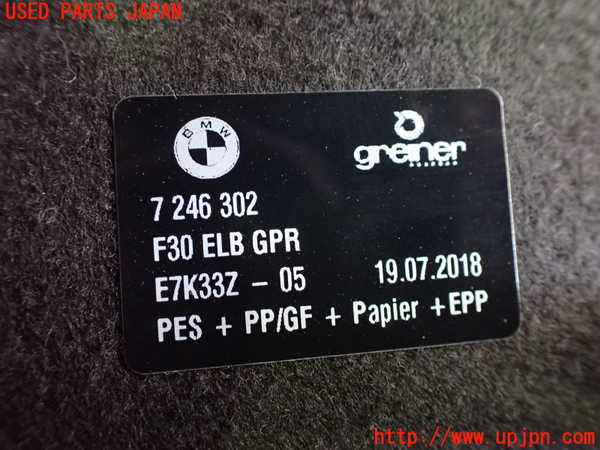 USED PARTS JAPAN
BMW
greiner
7 246 302
F30 ELB GPR
E7K33Z - 05 19.07.2018
PES + PP/GF + Papier + EPP
http://www.upjpn.com/